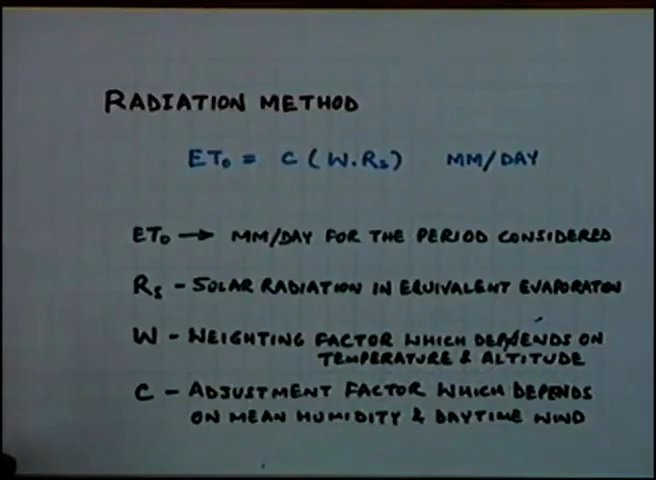 RADIATION METHOD
ETo = C (W.Rs) MM/DAY
ETo → MM/DAY FOR THE PERIOD CONSIDERED
Rs - SOLAR RADIATION IN EQUIVALENT EVAPORATON
W - WEIGHTING FACTOR WHICH DEPENDS ON
TEMPERATURE & ALTITUDE
C - ADJUSTMENT FACTOR WHICH DEPENDS
ON MEAN HUMIDITY & DAYTIME WIND